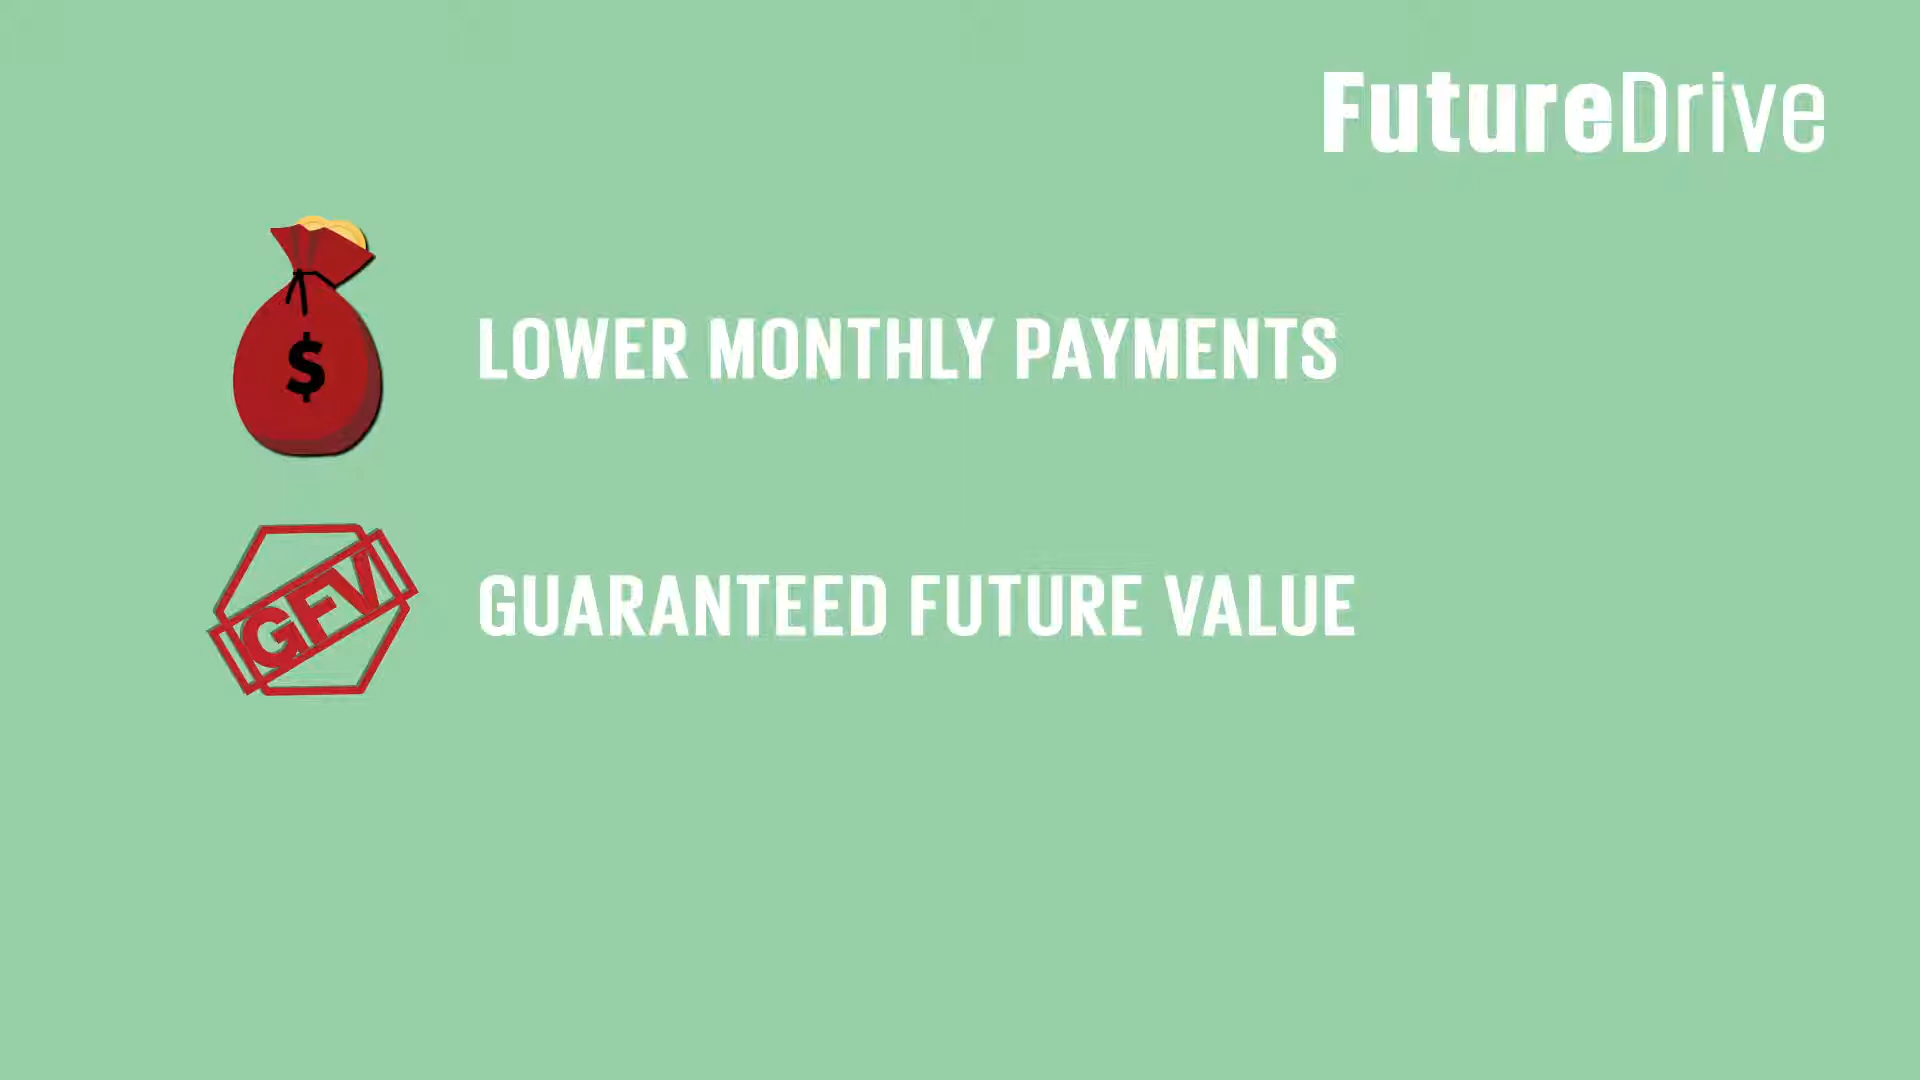 FutureDrive
$
LOWER MONTHLY PAYMENTS
GFV
GUARANTEED FUTURE VALUE